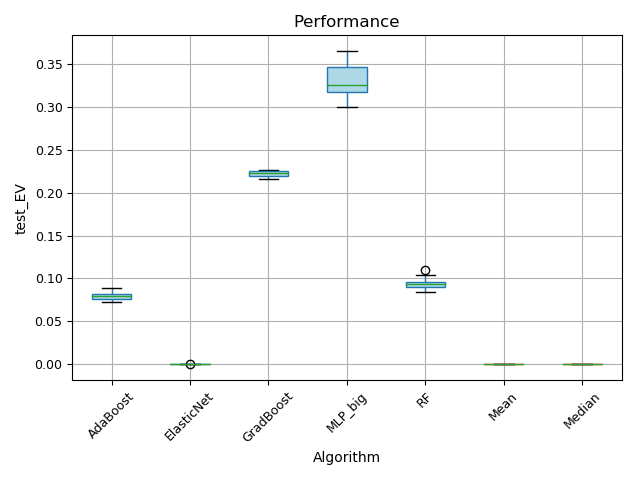 Performance
test_EV
0.35
0.30
0.25
0.20
0.15
0.10
0.05
0.00
AdaBoost
ElasticNet
GradBoost
MLP_big
RF
Mean
Median
Algorithm